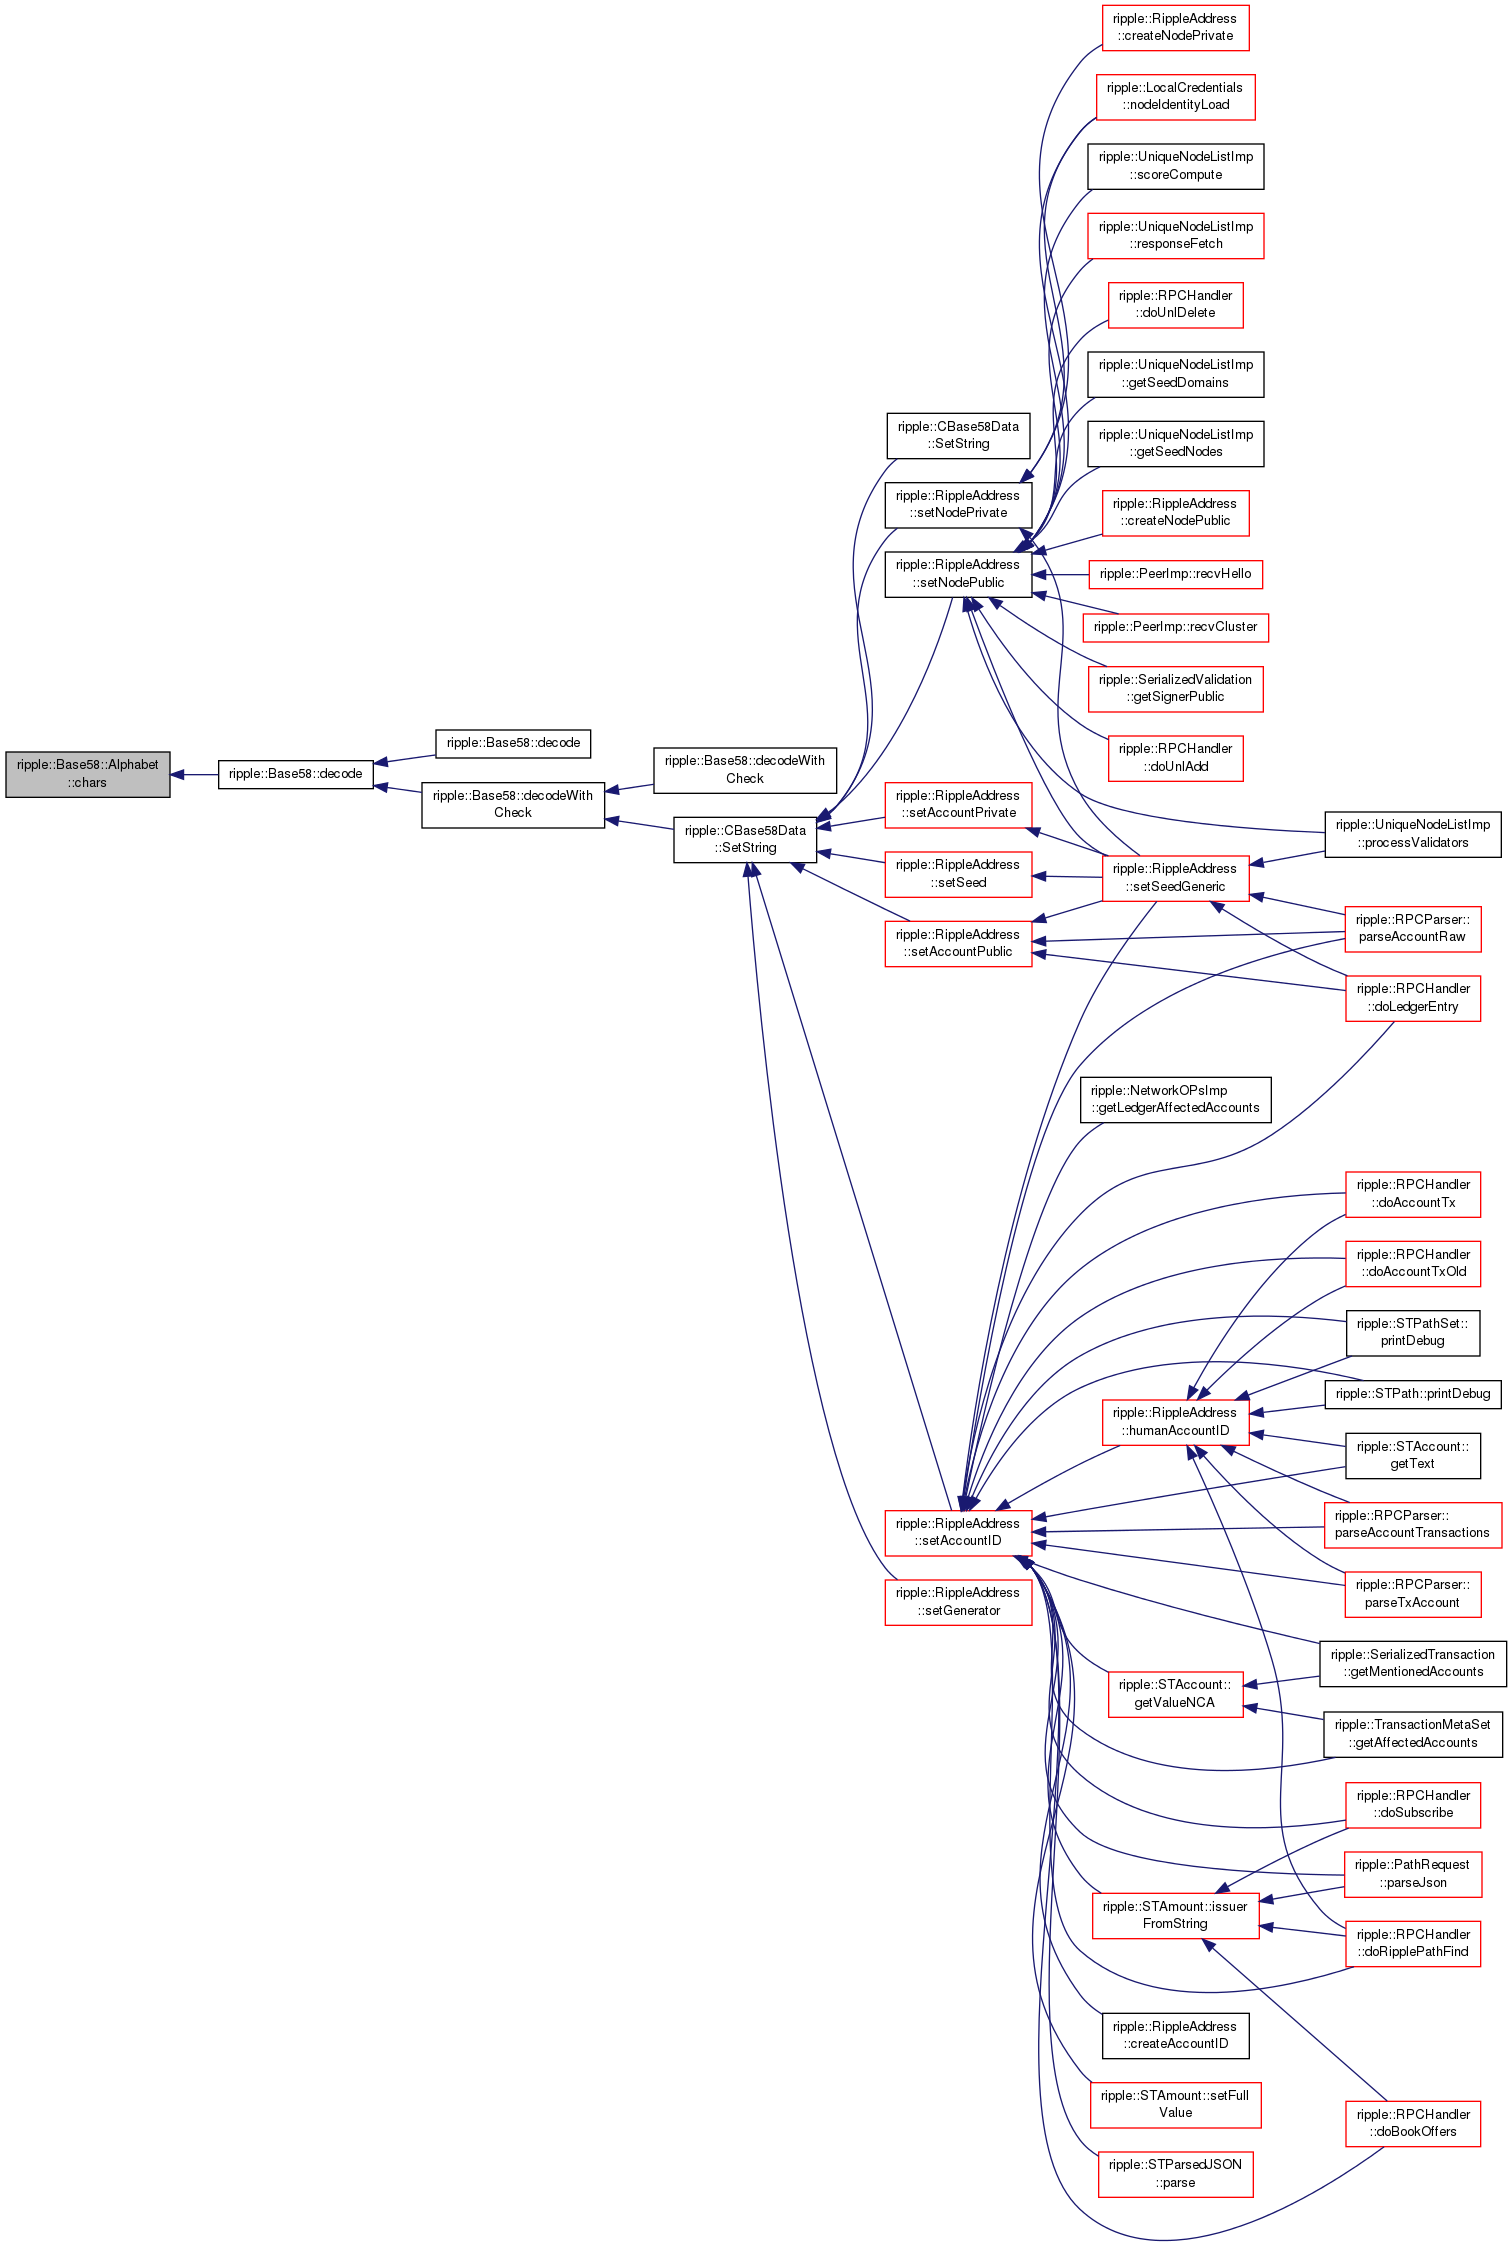 ripple::Base58::Alphabet
::chars
ripple::Base58::decode
ripple::Base58::decode
ripple::Base58::decodeWith
Check
ripple::Base58::decodeWith
Check
ripple::CBase58Data
::SetString
ripple::CBase58Data
::SetString
ripple::RippleAddress
::setNodePrivate
ripple::RippleAddress
::setNodePublic
ripple::RippleAddress
::setAccountPrivate
ripple::RippleAddress
::setSeed
ripple::RippleAddress
::setAccountPublic
ripple::RippleAddress
::setAccountID
ripple::RippleAddress
::setGenerator
ripple::RippleAddress
::createNodePrivate
ripple::LocalCredentials
::nodeIdentityLoad
ripple::UniqueNodeListImp
::scoreCompute
ripple::UniqueNodeListImp
::responseFetch
ripple::RPCHandler
::doUnlDelete
ripple::UniqueNodeListImp
::getSeedDomains
ripple::UniqueNodeListImp
::getSeedNodes
ripple::RippleAddress
::createNodePublic
ripple::PeerImp::recvHello
ripple::PeerImp::recvCluster
ripple::SerializedValidation
::getSignerPublic
ripple::RPCHandler
::doUnlAdd
ripple::RippleAddress
::setSeedGeneric
ripple::NetworkOPsImp
::getLedgerAffectedAccounts
ripple::RippleAddress
::humanAccountID
ripple::STAccount::
getValueNCA
ripple::STAmount::issuer
FromString
ripple::RippleAddress
::createAccountID
ripple::STAmount::setFull
Value
ripple::STParsedJSON
::parse
ripple::UniqueNodeListImp
::processValidators
ripple::RPCParser::
parseAccountRaw
ripple::RPCHandler
::doLedgerEntry
ripple::RPCHandler
::doAccountTx
ripple::RPCHandler
::doAccountTxOld
ripple::STPathSet::
printDebug
ripple::STPath::printDebug
ripple::STAccount::
getText
ripple::RPCParser::
parseAccountTransactions
ripple::RPCParser::
parseTxAccount
ripple::SerializedTransaction
::getMentionedAccounts
ripple::TransactionMetaSet
::getAffectedAccounts
ripple::RPCHandler
::doSubscribe
ripple::PathRequest
::parseJson
ripple::RPCHandler
::doRipplePathFind
ripple::RPCHandler
::doBookOffers